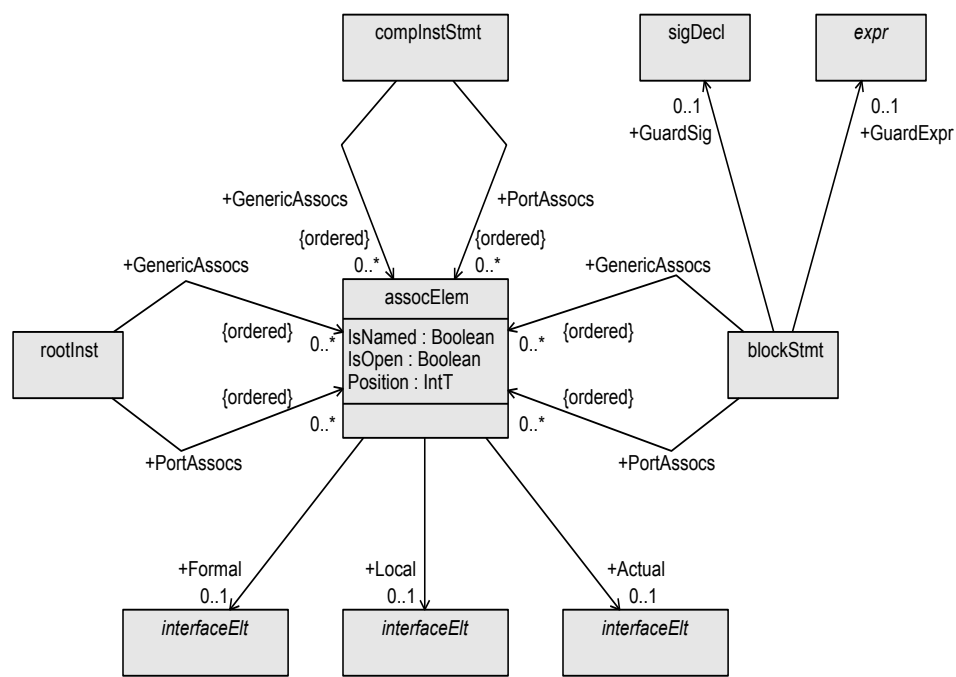 compInstStmt
sigDecl
expr
0..1
+GuardSig
0..1
+GuardExpr
+GenericAssocs
{ordered}
0..*
+PortAssocs
{ordered}
0..*
+GenericAssocs
{ordered}
0..*
+GenericAssocs
{ordered}
0..*
assocElem
IsNamed : Boolean
IsOpen : Boolean
Position : IntT
rootInst
blockStmt
{ordered}
0..*
+PortAssocs
{ordered}
0..*
+PortAssocs
+Formal
0..1
+Local
0..1
+Actual
0..1
interfaceElt
interfaceElt
interfaceElt